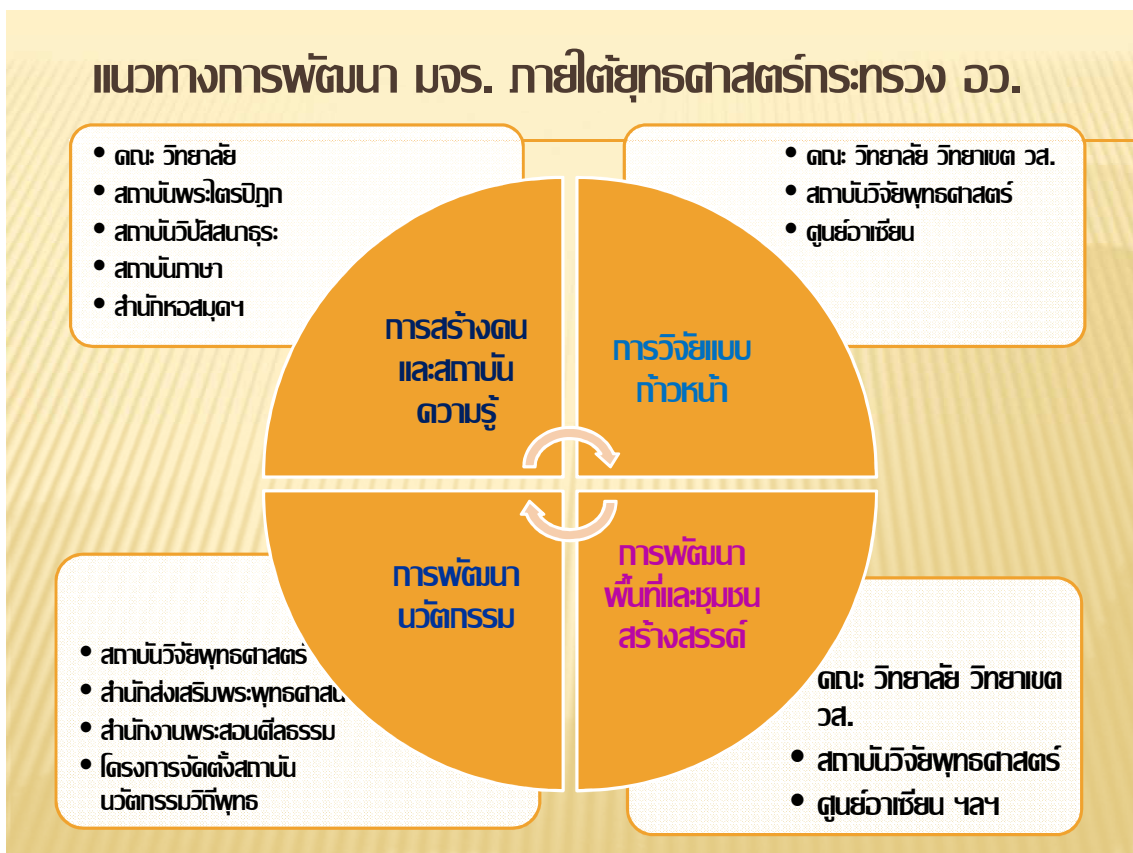 แนวทางการพัฒนา มจร. ภายใต้ยุทธศาสตร์กระทรวง อว.
• คณะ วิทยาลัย
• สถาบันพระไตรปิฎก
• สถาบันวิปัสสนาธุระ
• สถาบันภาษา
• สำนักหอสมุดฯ
• คณะ วิทยาลัย วิทยาเขต วส.
• สถาบันวิจัยพุทธศาสตร์
• ศูนย์อาเซียน
การสร้างคน
และสถาบัน
ความรู้
การวิจัยแบบ
ก้าวหน้า
การพัฒนา
นวัตกรรม
การพัฒนา
พื้นที่และชุมชน
สร้างสรรค์
• สถาบันวิจัยพุทธศาสตร์
• สำนักส่งเสริมพระพุทธศาสน
• สำนักงานพระสอนศีลธรรม
• โครงการจัดตั้งสถาบัน
นวัตกรรมวิถีพุทธ
คณะ วิทยาลัย วิทยาเขต
วส.
• สถาบันวิจัยพุทธศาสตร์
• ศูนย์อาเซียน ฯลฯ